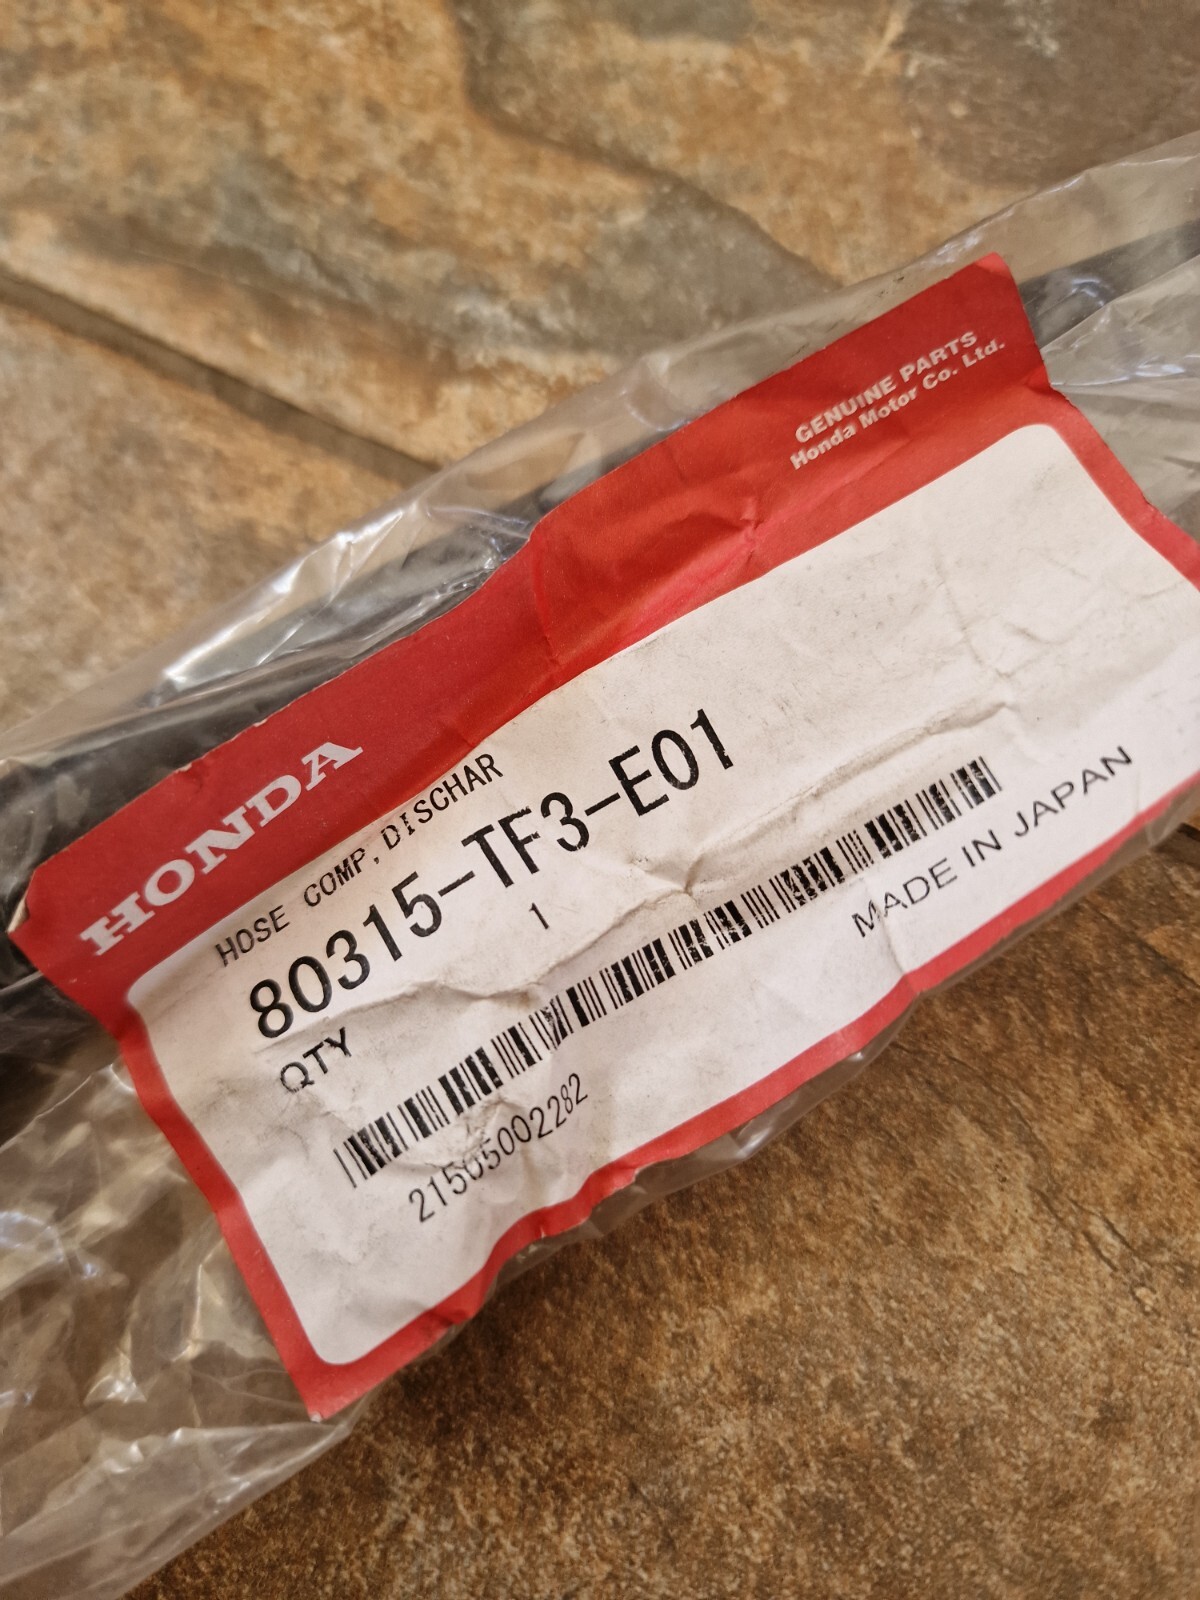 GENUINE PARTS
Honda Motor Co. Ltd.
HONDA
HOSE COMP, DISCHAR
80315-TF3-E01
QTY 1
MADE IN JAPAN
21505002282